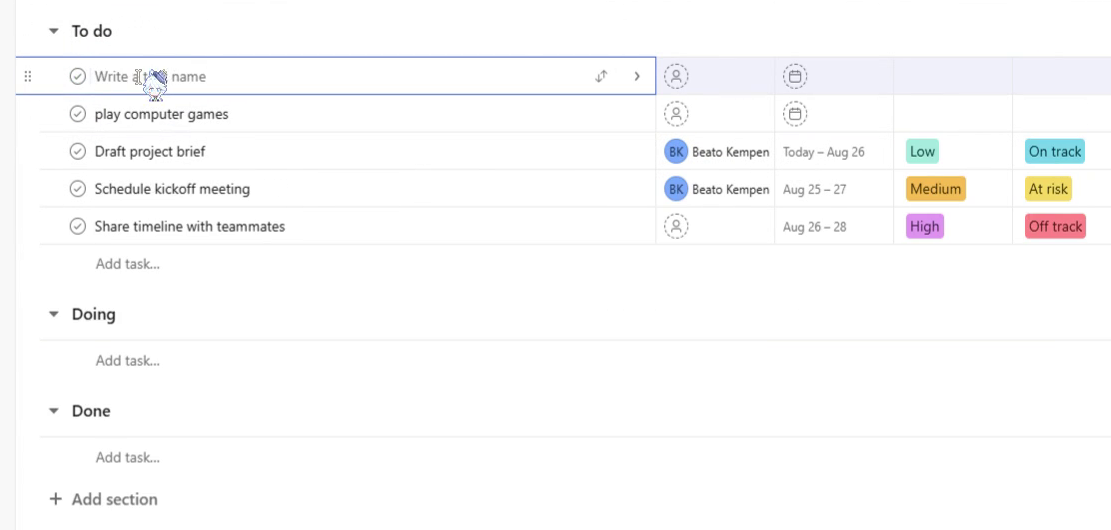 To do
Write a task name
play computer games
Draft project brief BK Beato Kempen Today – Aug 26 Low On track
Schedule kickoff meeting BK Beato Kempen Aug 25 – 27 Medium At risk
Share timeline with teammates Aug 26 – 28 High Off track
Add task...
Doing
Add task...
Done
Add task...
+ Add section